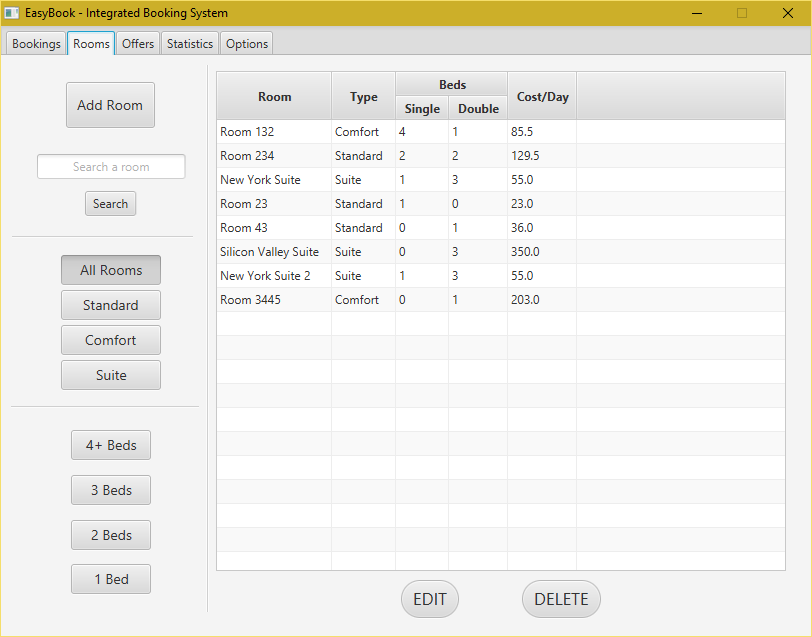 EasyBook - Integrated Booking System
Bookings Rooms Offers Statistics Options
Add Room
Search a room
Search
All Rooms
Standard
Comfort
Suite
4+ Beds
3 Beds
2 Beds
1 Bed
Room Type Beds Cost/Day
Single Double
Room 132 Comfort 4 1 85.5
Room 234 Standard 2 2 129.5
New York Suite Suite 1 3 55.0
Room 23 Standard 1 0 23.0
Room 43 Standard 0 1 36.0
Silicon Valley Suite Suite 0 3 350.0
New York Suite 2 Suite 1 3 55.0
Room 3445 Comfort 0 1 203.0
EDIT DELETE